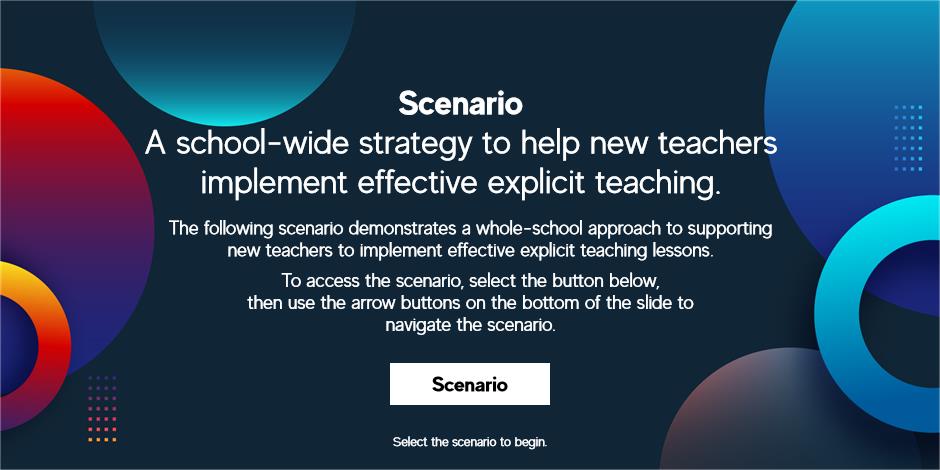 Scenario
A school-wide strategy to help new teachers
implement effective explicit teaching.
The following scenario demonstrates a whole-school approach to supporting
new teachers to implement effective explicit teaching lessons.
To access the scenario, select the button below,
then use the arrow buttons on the bottom of the slide to
navigate the scenario.
Scenario
Select the scenario to begin.